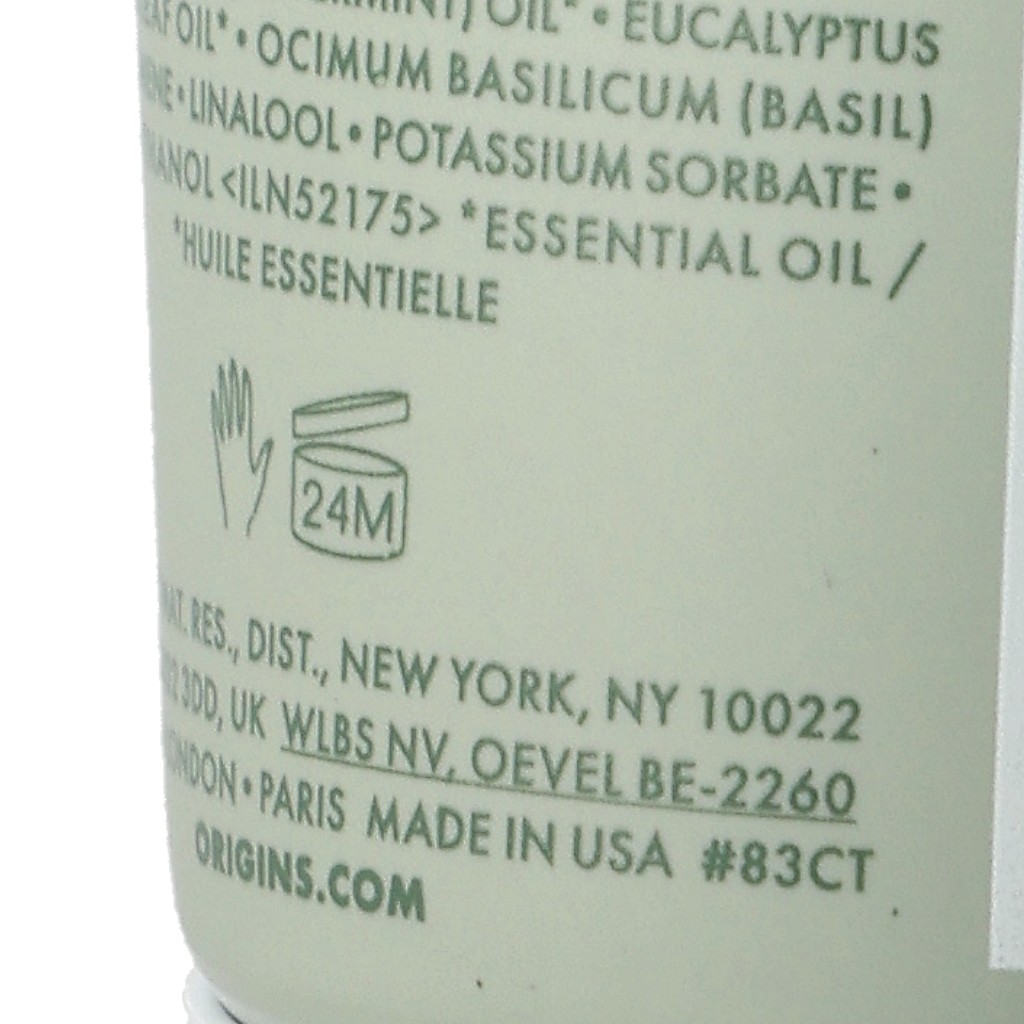 OIL* • EUCALYPTUS
OIL* • OCIMUM BASILICUM (BASIL)
• LINALOOL • POTASSIUM SORBATE •
<ILN52175> *ESSENTIAL OIL /
*HUILE ESSENTIELLE
24M
RES., DIST., NEW YORK, NY 10022
3DD, UK WLBS NV, OEVEL BE-2260
• PARIS MADE IN USA #83CT
ORIGINS.COM